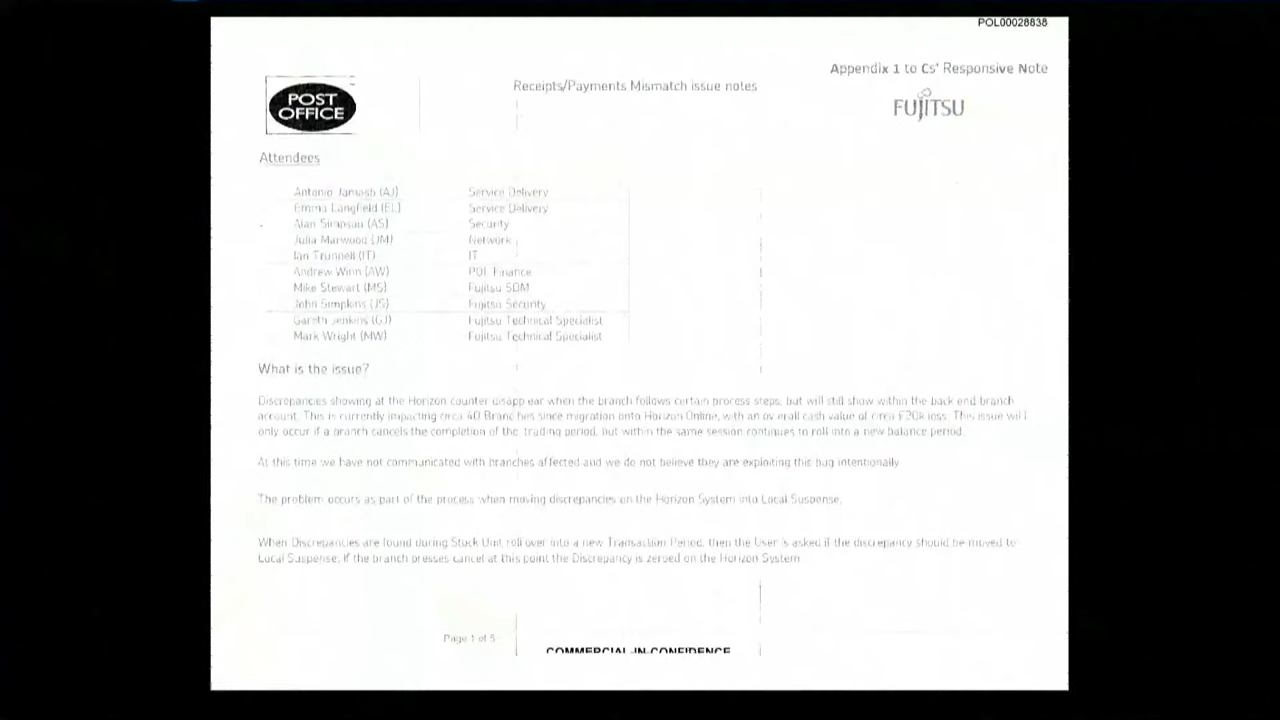 POL00028838
Appendix 1 to Cs' Responsive Note
POST OFFICE
Receipts/Payments Mismatch issue notes
FUJITSU
Attendees
Antonio Jamasb (AJ) Service Delivery
Emma Langfield (EL) Service Delivery
Alan Simpson (AS) Security
Julia Marwood (JM) Network
Ian Trundell (IT) IT
Andrew Winn (AW) POL Finance
Mike Stewart (MS) Fujitsu SDM
John Simpkins (JS) Fujitsu Security
Gareth Jenkins (GJ) Fujitsu Technical Specialist
Mark Wright (MW) Fujitsu Technical Specialist
What is the issue?
Discrepancies showing at the Horizon counter disappear when the branch follows certain process steps, but will still show within the back end branch
account. This is currently impacting circa 40 Branches since migration onto Horizon Online, with an overall cash value of circa £20k loss. This issue will
only occur if a branch cancels the completion of the trading period, but within the same session continues to roll into a new balance period.
At this time we have not communicated with branches affected and we do not believe they are exploiting this bug intentionally
The problem occurs as part of the process when moving discrepancies on the Horizon System into Local Suspense.
When Discrepancies are found during Stock Unit rollover into a new Transaction Period, then the User is asked if the discrepancy should be moved to
Local Suspense. If the branch presses cancel at this point the Discrepancy is zeroed on the Horizon System
Page 1 of 5
COMMERCIAL-IN-CONFIDENCE